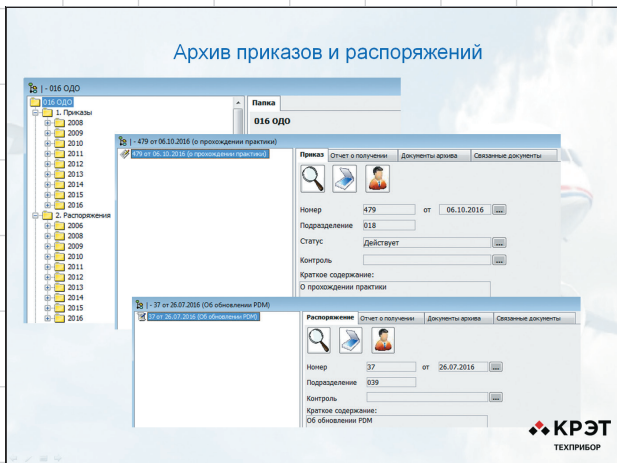 Архив приказов и распоряжений
| - 016 ОДО
016 ОДО
1. Приказы
2008
2009
2010
2011
2012
2013
2014
2015
2016
2. Распоряжения
2006
2008
2009
2010
2011
2012
2013
2014
2015
2016
Папка
016 ОДО
| - 479 от 06.10.2016 (о прохождении практики)
479 от 06.10.2016 (о прохождении практики)
Приказ Отчет о получении Документы архива Связанные документы
Номер 479 от 06.10.2016 ...
Подразделение 018
Статус Действует ...
Контроль ...
Краткое содержание:
О прохождении практики
| - 37 от 26.07.2016 (Об обновлении PDM)
37 от 26.07.2016 (Об обновлении PDM)
Распоряжение Отчет о получении Документы архива Связанные документы
Номер 37 от 26.07.2016 ...
Подразделение 039
Контроль ...
Краткое содержание:
Об обновлении PDM
КРЭТ
ТЕХПРИБОР